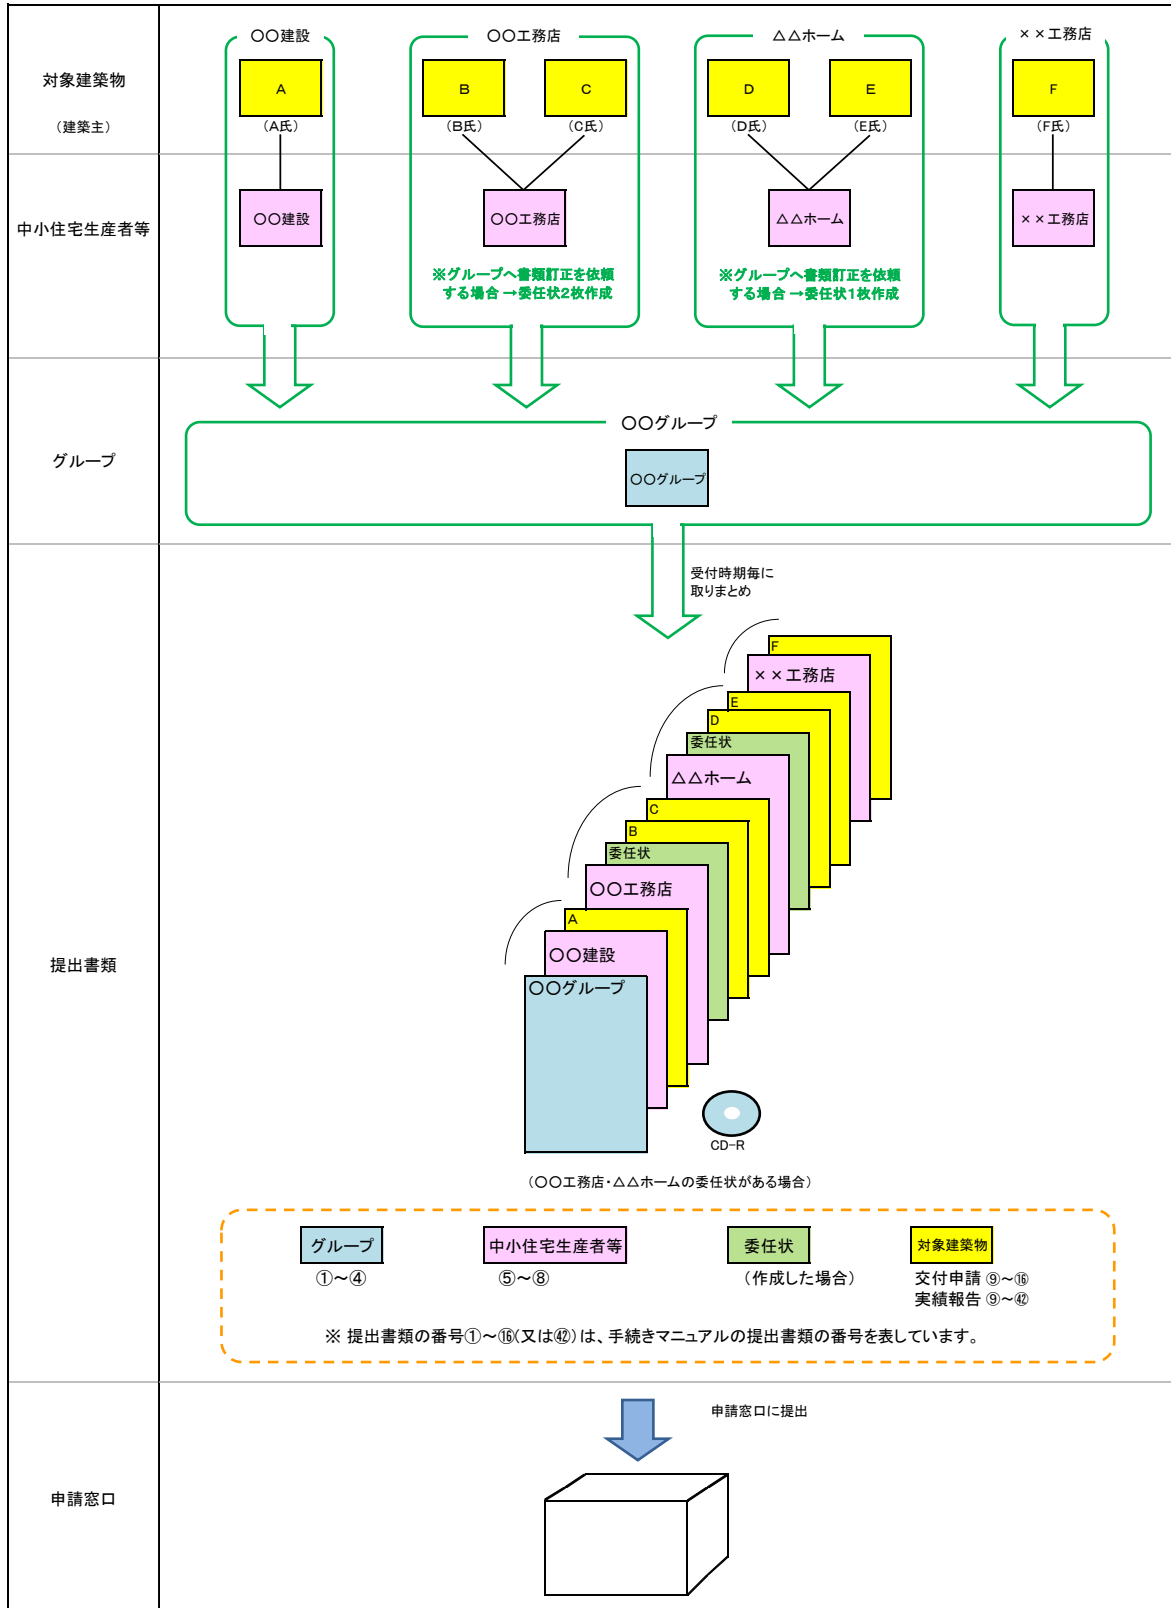 対象建築物
(建築主)
〇〇建設
〇〇工務店
△△ホーム
××工務店
A
B
C
D
E
F
(A氏)
(B氏)
(C氏)
(D氏)
(E氏)
(F氏)
中小住宅生産者等
〇〇建設
〇〇工務店
△△ホーム
××工務店
※グループへ書類訂正を依頼
する場合 →委任状2枚作成
※グループへ書類訂正を依頼
する場合 →委任状1枚作成
グループ
〇〇グループ
〇〇グループ
受付時期毎に
取りまとめ
提出書類
F
××工務店
E
D
委任状
△△ホーム
C
B
委任状
〇〇工務店
A
〇〇建設
〇〇グループ
CD-R
(〇〇工務店・△△ホームの委任状がある場合)
グループ
①～④
中小住宅生産者等
⑤～⑧
委任状
(作成した場合)
対象建築物
交付申請 ⑨～⑯
実績報告 ⑨～㊷
※ 提出書類の番号①～⑯(又は㊷)は、手続きマニュアルの提出書類の番号を表しています。
申請窓口に提出
申請窓口